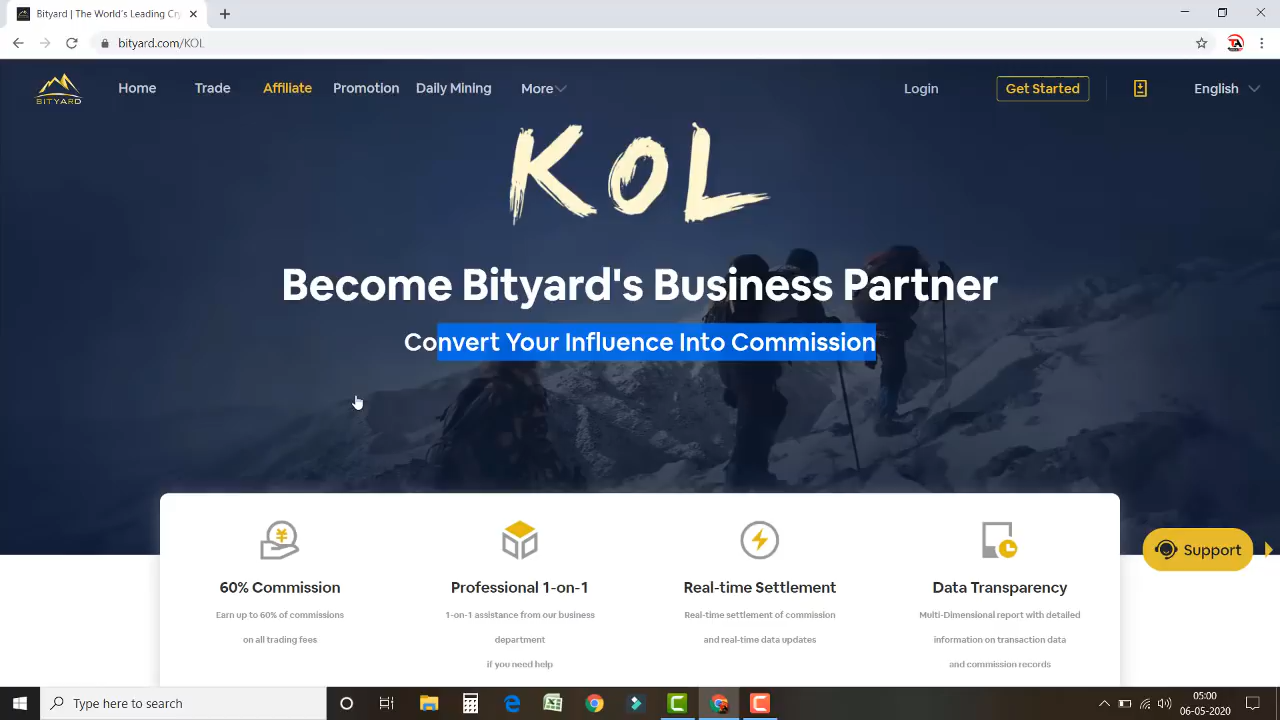 Bityard | The World's Leading Cry
bityard.com/KOL
TA
BITYARD
Home Trade Affiliate Promotion Daily Mining More Login Get Started English
KOL
Become Bityard's Business Partner
Convert Your Influence Into Commission
Support
60% Commission Professional 1-on-1 Real-time Settlement Data Transparency
Earn up to 60% of commissions 1-on-1 assistance from our business Real-time settlement of commission Multi-Dimensional report with detailed
on all trading fees department and real-time data updates information on transaction data
if you need help and commission records
Type here to search
05:00
06-05-2020